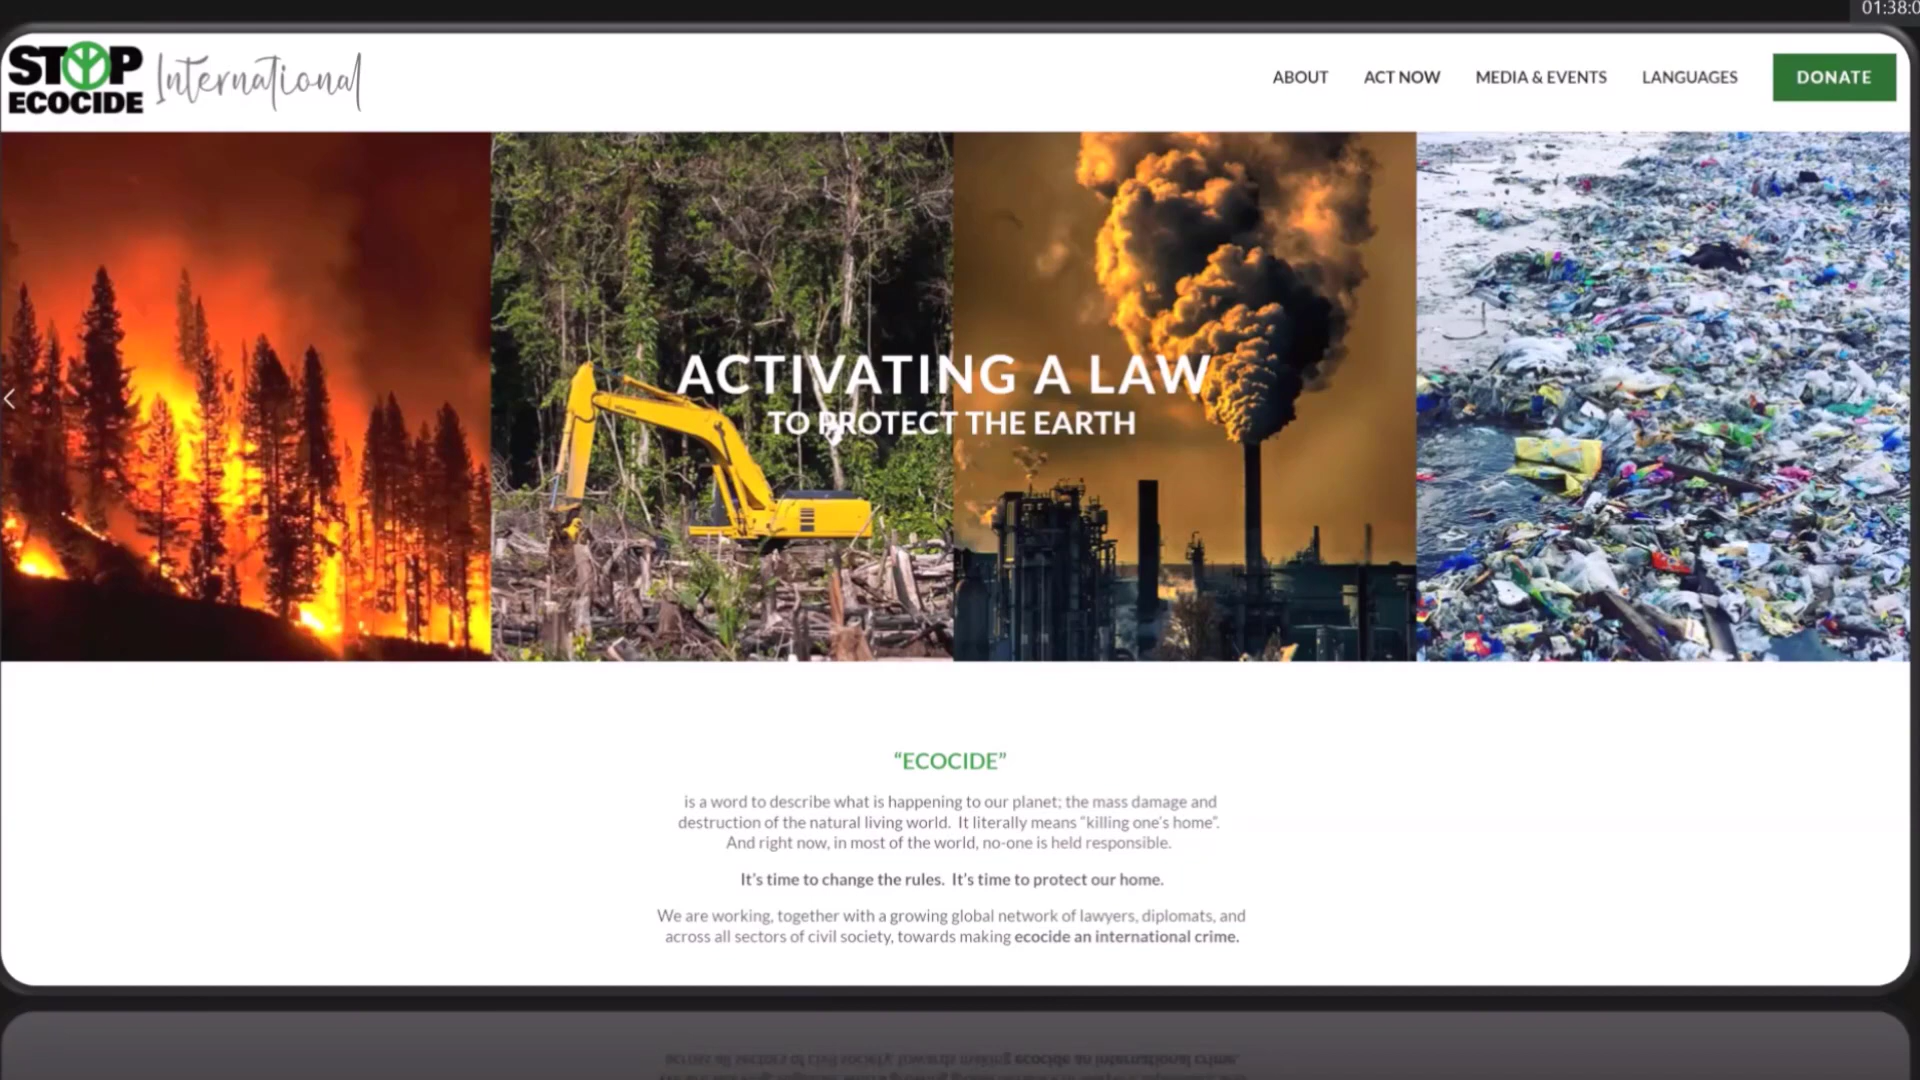 01:38:0
STOP
ECOCIDE
International
ABOUT
ACT NOW
MEDIA & EVENTS
LANGUAGES
DONATE
ACTIVATING A LAW
TO PROTECT THE EARTH
“ECOCIDE”
is a word to describe what is happening to our planet; the mass damage and
destruction of the natural living world. It literally means “killing one’s home”.
And right now, in most of the world, no-one is held responsible.
It’s time to change the rules. It’s time to protect our home.
We are working, together with a growing global network of lawyers, diplomats, and
across all sectors of civil society, towards making ecocide an international crime.